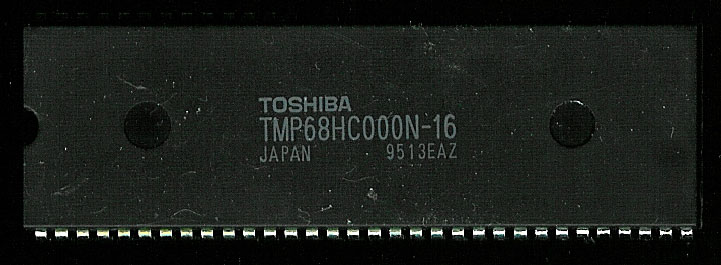 TOSHIBA
TMP68HC000N-16
JAPAN 9513EAZ